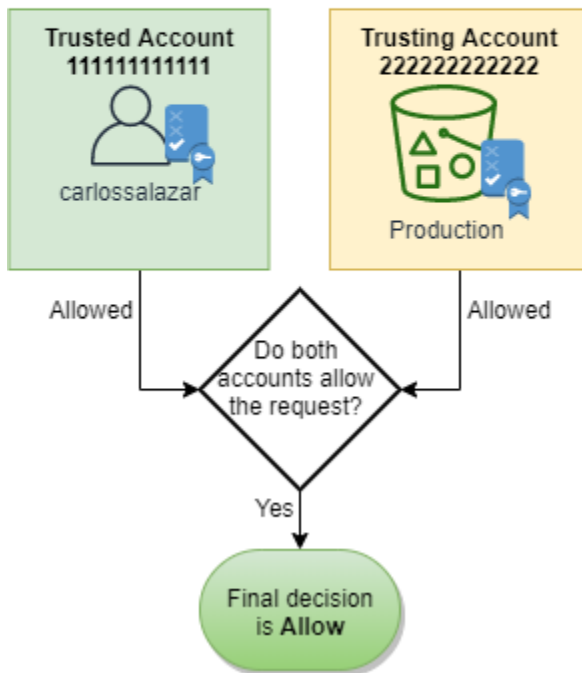 Trusted Account
111111111111
carlossalazar
Trusting Account
222222222222
Production
Allowed
Allowed
Do both
accounts allow
the request?
Yes
Final decision
is Allow